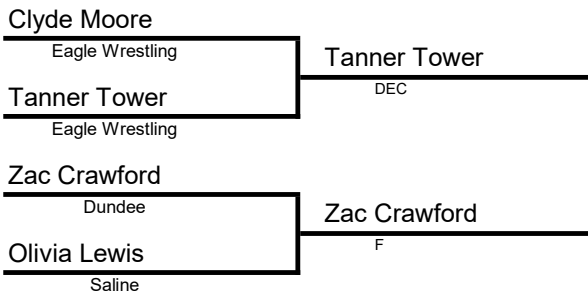 Clyde Moore
Eagle Wrestling
Tanner Tower
DEC
Tanner Tower
Eagle Wrestling
Zac Crawford
Dundee
Zac Crawford
F
Olivia Lewis
Saline